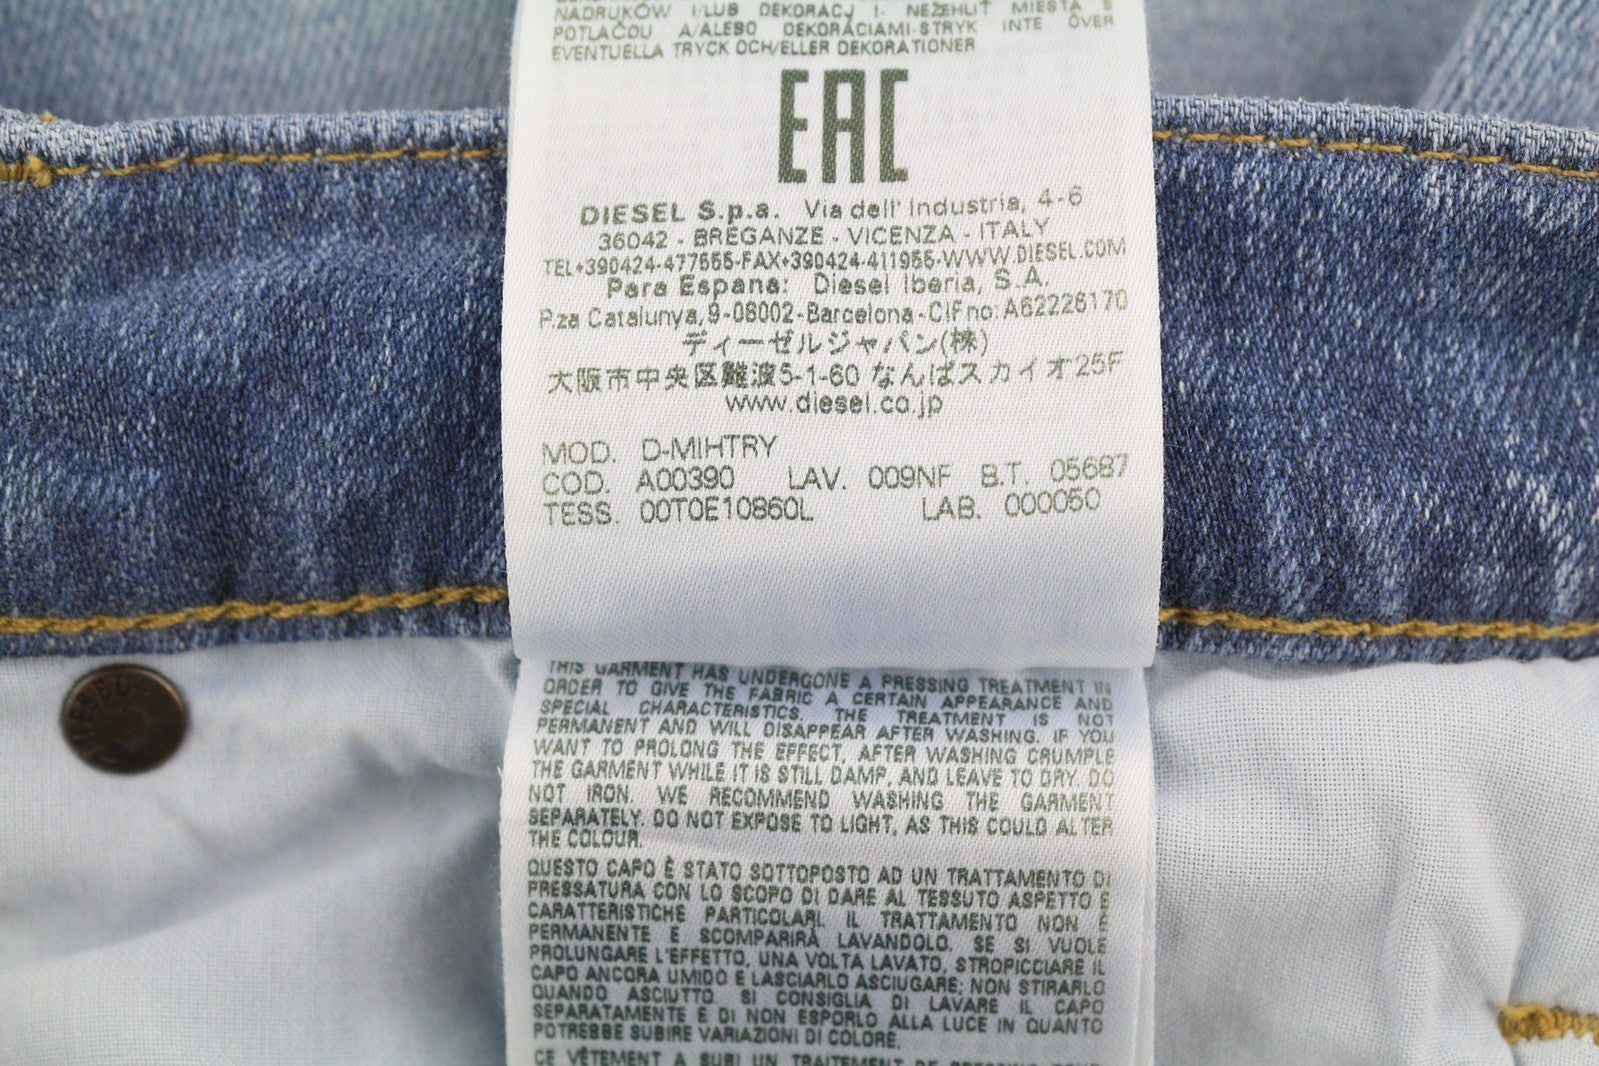 NADRUKÓW I/LUB DEKORACJ I- NEŽEHLIT MIESTA S
POTLAČOU A/ALEBO DEKORÁCIAMI-STRYK INTE ÖVER
EVENTUELLA TRYCK OCH/ELLER DEKORATIONER
EAC
DIESEL S.p.a. Via dell' Industria, 4-6
36042 - BREGANZE - VICENZA - ITALY
TEL+390424-477555-FAX+390424-411955-WWW.DIESEL.COM
Para Espana: Diesel Iberia, S.A.
P.za Catalunya, 9-08002-Barcelona-CIF no: A62226170
ディーゼルジャパン(株)
大阪市中央区難波5-1-60 なんばスカイオ25F
www.diesel.co.jp
MOD. D-MIHTRY
COD. A00390 LAV. 009NF B.T. 05687
TESS. 00T0E10860L LAB. 000050
DIESEL
THIS GARMENT HAS UNDERGONE A PRESSING TREATMENT IN
ORDER TO GIVE THE FABRIC A CERTAIN APPEARANCE AND
SPECIAL CHARACTERISTICS. THE TREATMENT IS NOT
PERMANENT AND WILL DISAPPEAR AFTER WASHING. IF YOU
WANT TO PROLONG THE EFFECT, AFTER WASHING CRUMPLE
THE GARMENT WHILE IT IS STILL DAMP, AND LEAVE TO DRY. DO
NOT IRON. WE RECOMMEND WASHING THE GARMENT
SEPARATELY. DO NOT EXPOSE TO LIGHT, AS THIS COULD ALTER
THE COLOUR.
QUESTO CAPO È STATO SOTTOPOSTO AD UN TRATTAMENTO DI
PRESSATURA CON LO SCOPO DI DARE AL TESSUTO ASPETTO E
CARATTERISTICHE PARTICOLARI. IL TRATTAMENTO NON È
PERMANENTE E SCOMPARIRÀ LAVANDOLO. SE SI VUOLE
PROLUNGARE L'EFFETTO, UNA VOLTA LAVATO, STROPICCIARE IL
CAPO ANCORA UMIDO E LASCIARLO ASCIUGARE; NON STIRARLO
QUANDO ASCIUTTO. SI CONSIGLIA DI LAVARE IL CAPO
SEPARATAMENTE E DI NON ESPORLO ALLA LUCE IN QUANTO
POTREBBE SUBIRE VARIAZIONI DI COLORE.
CE VÊTEMENT A SUBI UN TRAITEMENT DE PRESSING POUR